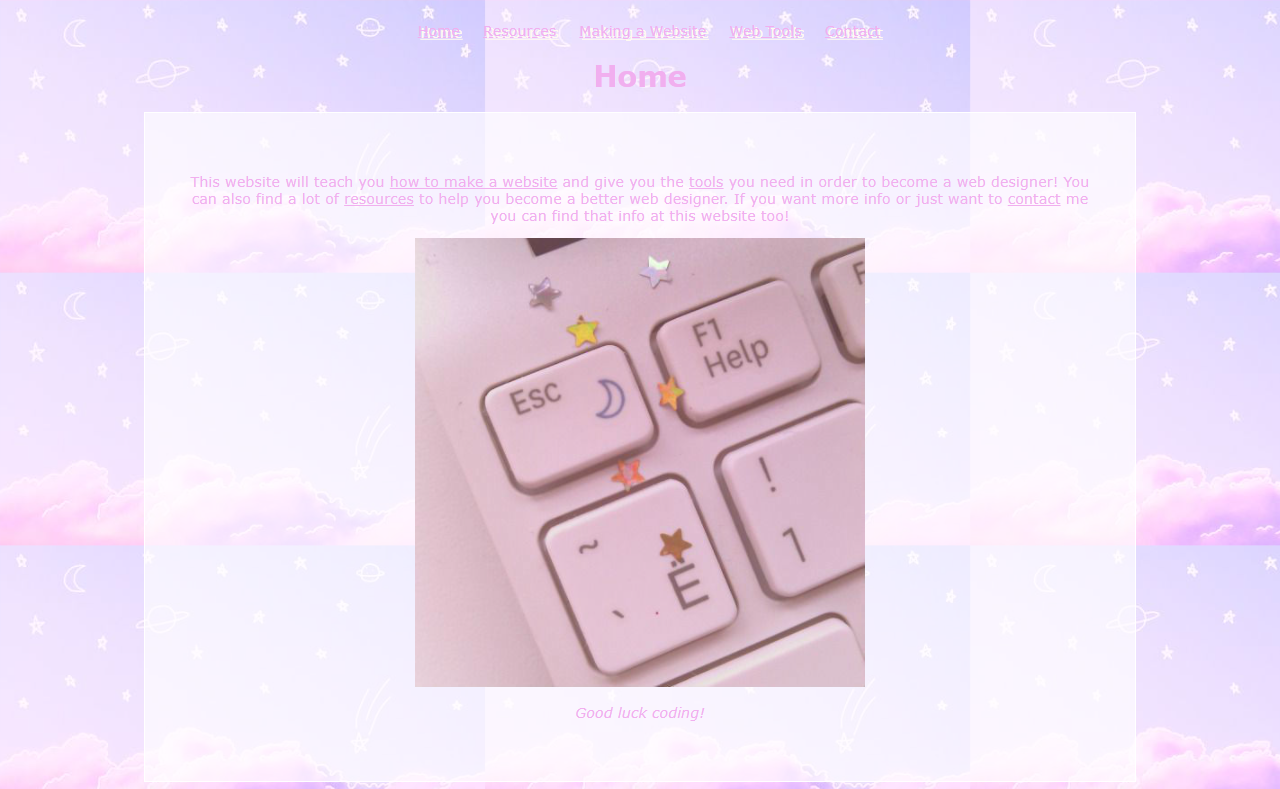 Home Resources Making a Website Web Tools Contact
Home
This website will teach you how to make a website and give you the tools you need in order to become a web designer! You
can also find a lot of resources to help you become a better web designer. If you want more info or just want to contact me
you can find that info at this website too!
F1
Help
F
Esc
!
1
~
Ё
`
Good luck coding!